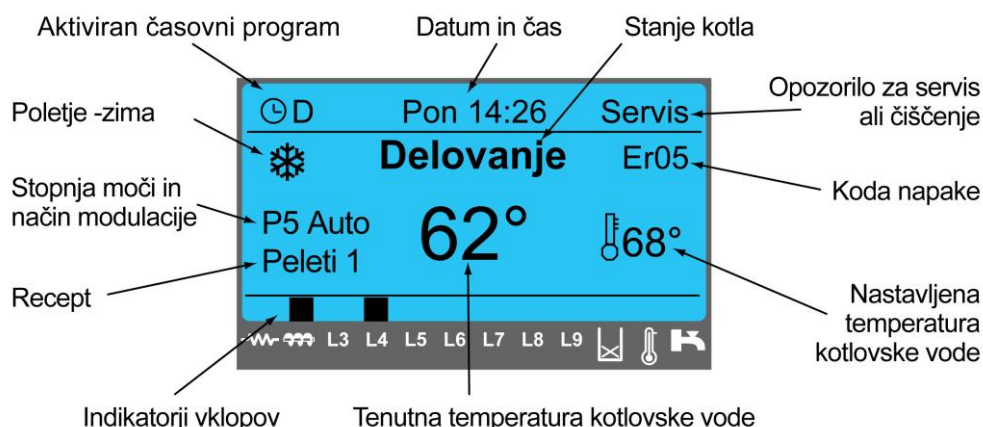 Aktiviran časovni program
Datum in čas
Stanje kotla
Opozorilo za servis
ali čiščenje
Poletje -zima
D
Pon 14:26
Servis
Delovanje
Er05
Koda napake
Stopnja moči in
način modulacije
P5 Auto
62°
68°
Peleti 1
Recept
Nastavljena
temperatura
kotlovske vode
L3 L4 L5 L6 L7 L8 L9
Indikatorji vklopov
Tenutna temperatura kotlovske vode